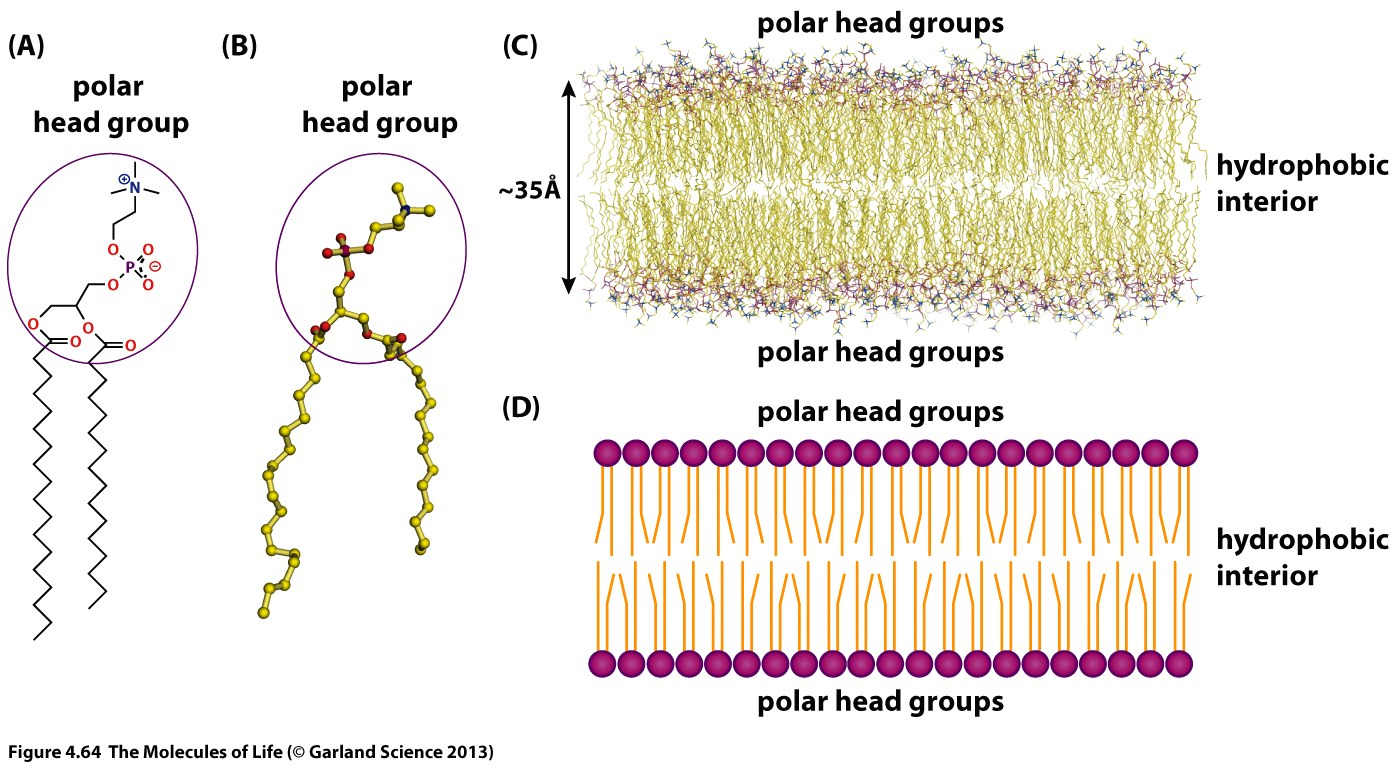 (A)
polar
head group
⊕
N
O
O
P
⊖
O
O
O
O
O
O
(B)
polar
head group
(C)
polar head groups
~35Å
hydrophobic
interior
polar head groups
(D)
polar head groups
hydrophobic
interior
polar head groups
Figure 4.64 The Molecules of Life (© Garland Science 2013)